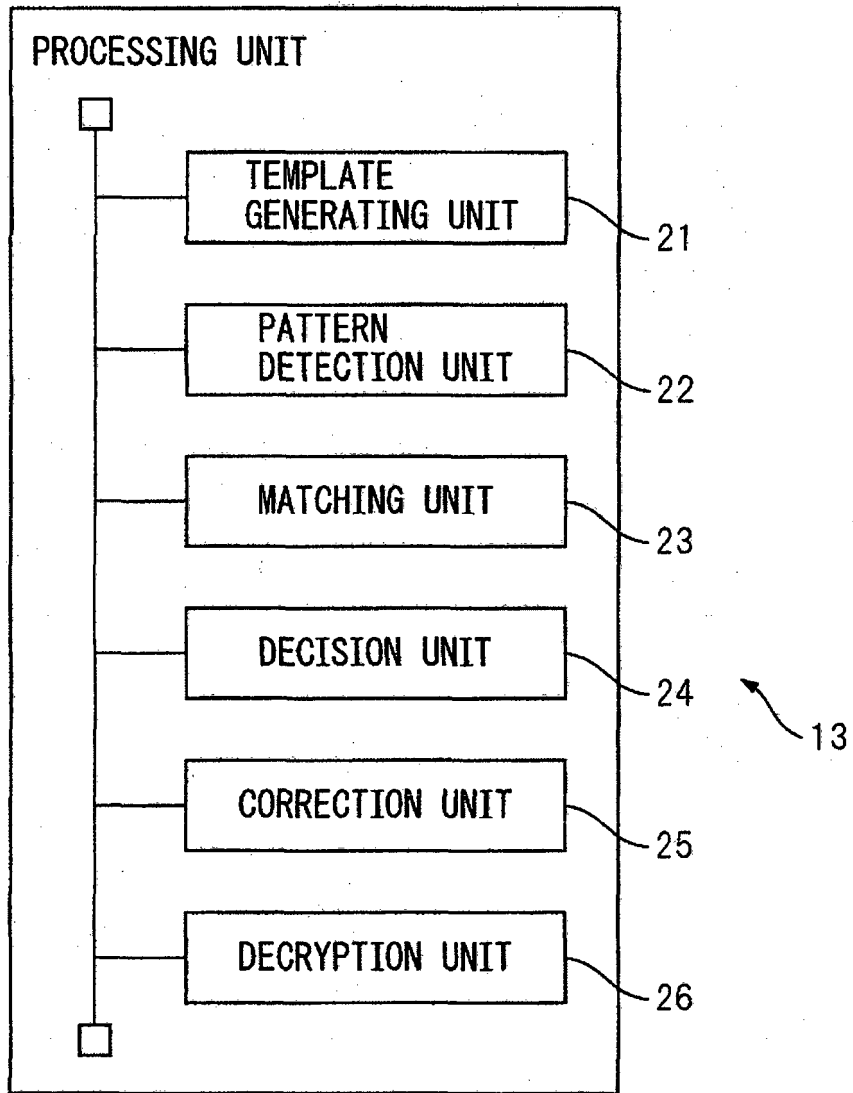 PROCESSING UNIT
TEMPLATE
GENERATING UNIT
21
PATTERN
DETECTION UNIT
22
MATCHING UNIT
23
DECISION UNIT
24
13
CORRECTION UNIT
25
DECRYPTION UNIT
26